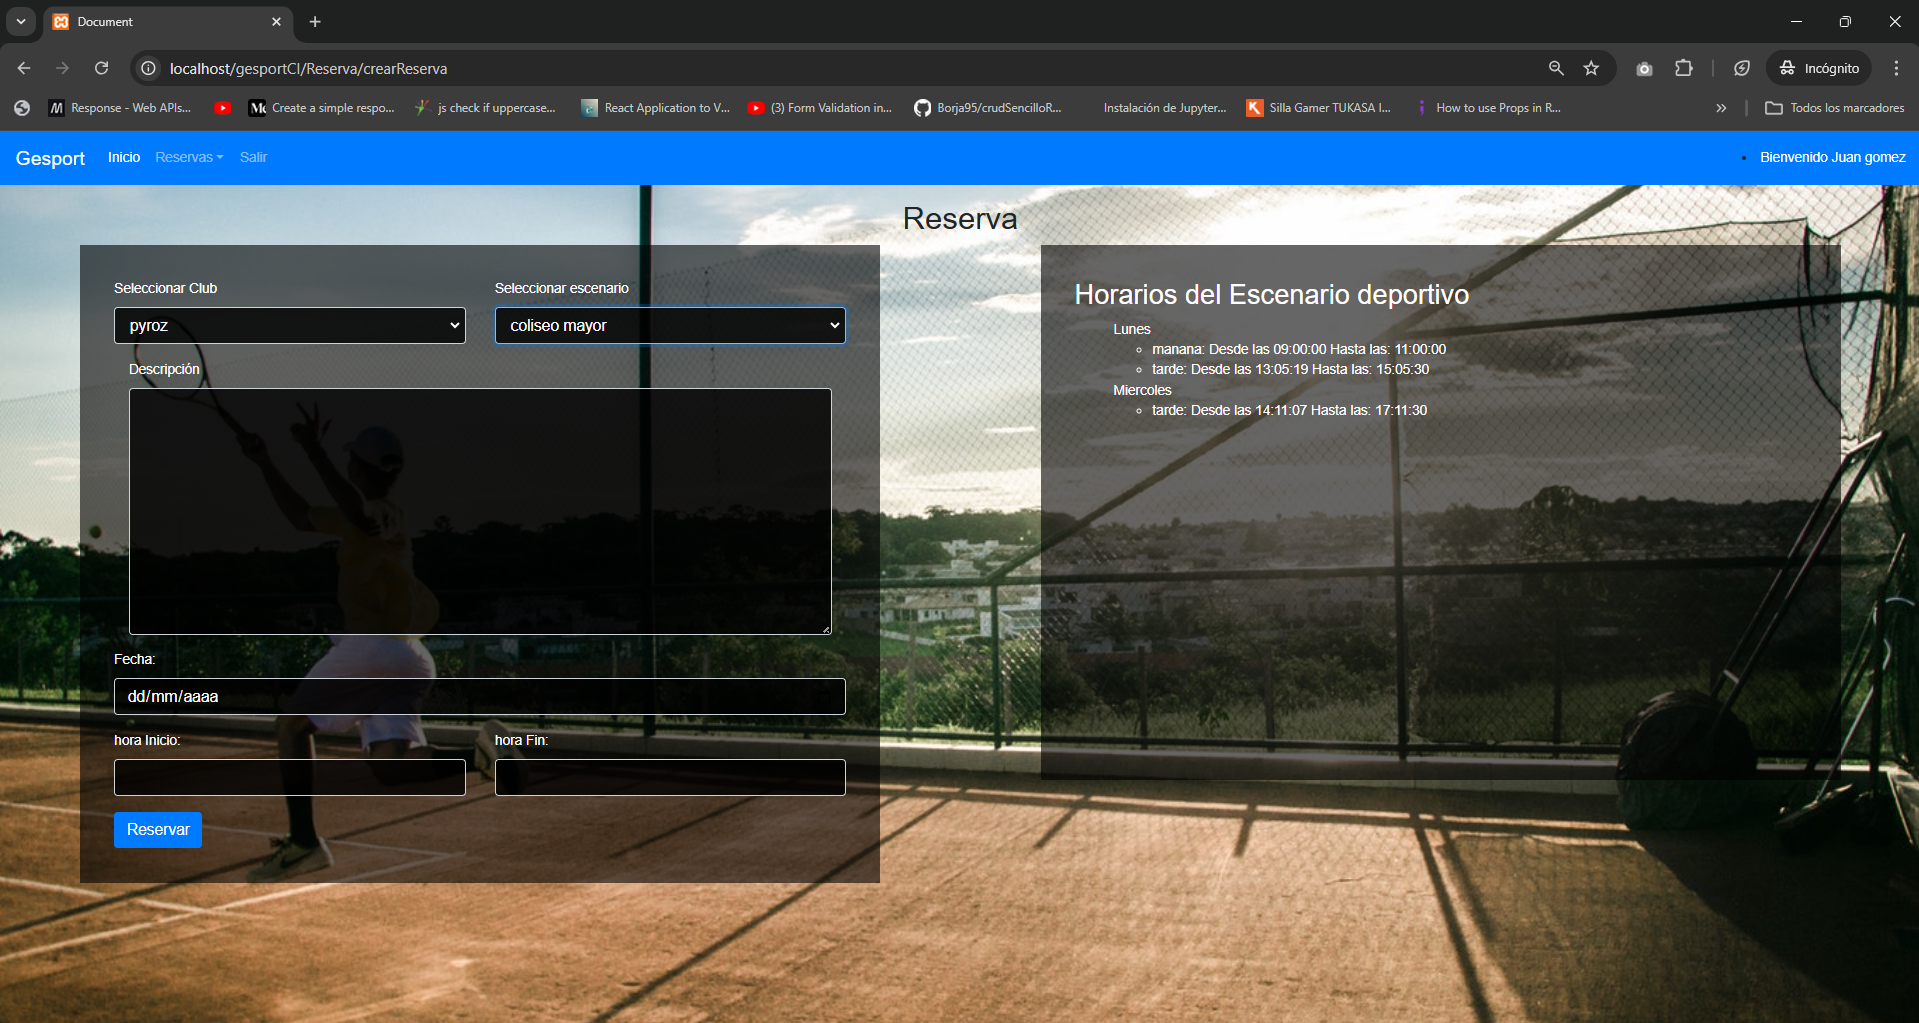 Document
localhost/gesportCI/Reserva/crearReserva
Incógnito
Response - Web APIs...
Create a simple respo...
js check if uppercase...
React Application to V...
(3) Form Validation in...
Borja95/crudSencilloR...
Instalación de Jupyter...
Silla Gamer TUKASA I...
How to use Props in R...
Todos los marcadores
Gesport Inicio Reservas Salir
Bienvenido Juan gomez
Reserva
Seleccionar Club
pyroz
Seleccionar escenario
coliseo mayor
Descripción
Fecha:
dd/mm/aaaa
hora Inicio:
hora Fin:
Reservar
Horarios del Escenario deportivo
Lunes
manana: Desde las 09:00:00 Hasta las: 11:00:00
tarde: Desde las 13:05:19 Hasta las: 15:05:30
Miercoles
tarde: Desde las 14:11:07 Hasta las: 17:11:30